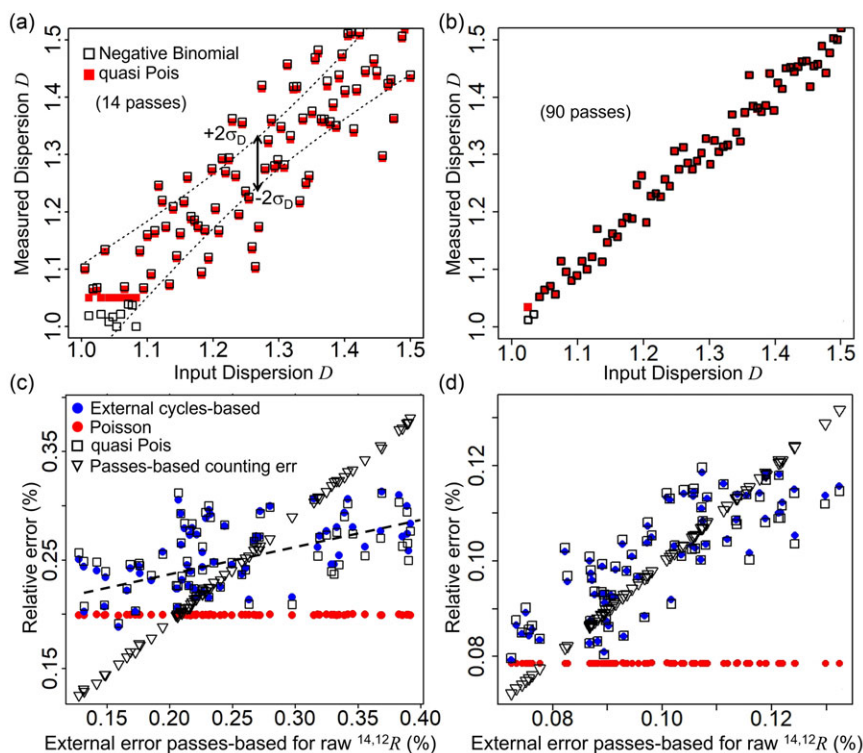 (a)
1.5
1.4
1.3
1.2
1.1
1.0
Measured Dispersion D
Negative Binomial
quasi Pois
(14 passes)
+2σD
-2σD
1.0 1.1 1.2 1.3 1.4 1.5
Input Dispersion D
(b)
1.5
1.4
1.3
1.2
1.1
1.0
Measured Dispersion D
(90 passes)
1.0 1.1 1.2 1.3 1.4 1.5
Input Dispersion D
(c)
0.35
0.25
0.15
Relative error (%)
External cycles-based
Poisson
quasi Pois
Passes-based counting err
0.15 0.20 0.25 0.30 0.35 0.40
External error passes-based for raw 14,12R (%)
(d)
0.12
0.10
0.08
Relative error (%)
0.08 0.10 0.12
External error passes-based for raw 14,12R (%)